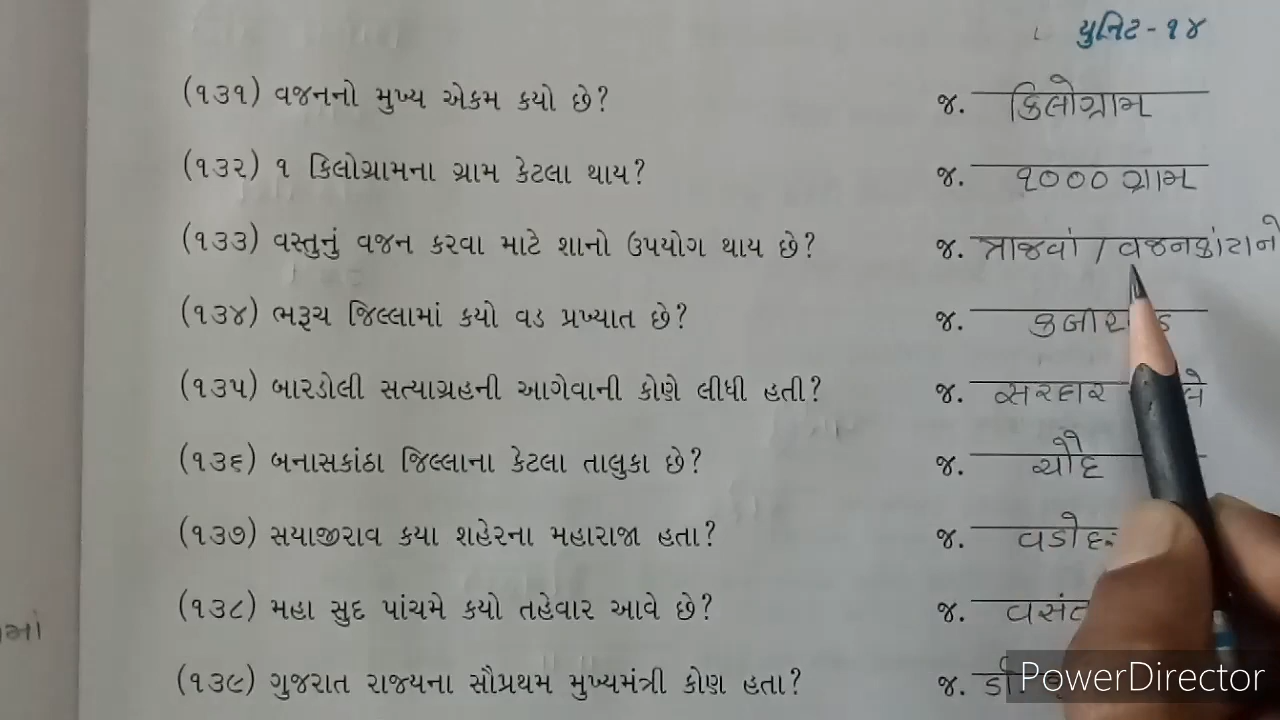 યુનિટ - ૧૪
(૧૩૧) વજનનો મુખ્ય એકમ કયો છે? જ. કિલોગ્રામ
(૧૩૨) ૧ કિલોગ્રામના ગ્રામ કેટલા થાય? જ. ૧૦૦૦ ગ્રામ
(૧૩૩) વસ્તુનું વજન કરવા માટે શાનો ઉપયોગ થાય છે? જ. ત્રાજવાં / વજનકાંટાનો
(૧૩૪) ભરૂચ જિલ્લામાં કયો વડ પ્રખ્યાત છે? જ.
(૧૩૫) બારડોલી સત્યાગ્રહની આગેવાની કોણે લીધી હતી? જ. સરદાર
(૧૩૬) બનાસકાંઠા જિલ્લાના કેટલા તાલુકા છે? જ. ચૌદ
(૧૩૭) સયાજીરાવ કયા શહેરના મહારાજા હતા? જ.
(૧૩૮) મહા સુદ પાંચમે કયો તહેવાર આવે છે? જ.
(૧૩૯) ગુજરાત રાજ્યના સૌપ્રથમ મુખ્યમંત્રી કોણ હતા? જ.
PowerDirector